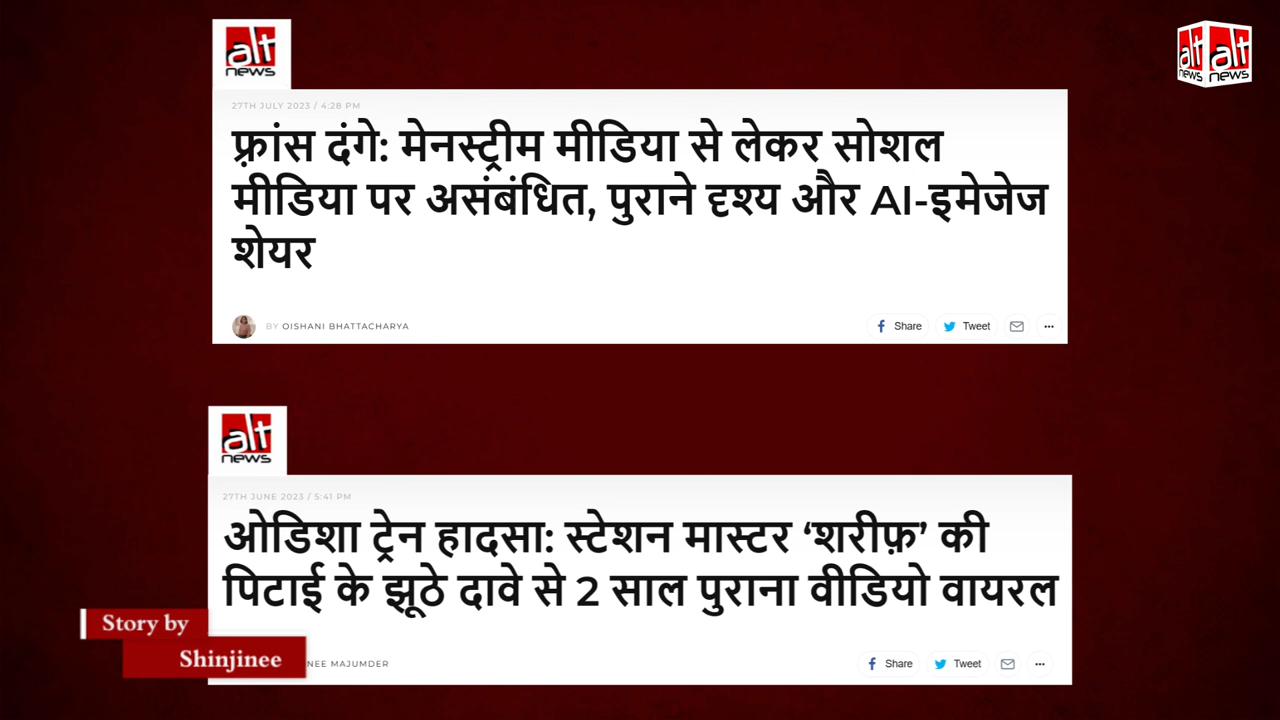 alt
news
alt
news
alt
news
27TH JULY 2023 / 4:28 PM
फ़्रांस दंगे: मेनस्ट्रीम मीडिया से लेकर सोशल
मीडिया पर असंबंधित, पुराने दृश्य और AI-इमेजेज
शेयर
BY OISHANI BHATTACHARYA
Share Tweet
alt
news
27TH JUNE 2023 / 5:41 PM
ओडिशा ट्रेन हादसा: स्टेशन मास्टर ‘शरीफ़’ की
पिटाई के झूठे दावे से 2 साल पुराना वीडियो वायरल
Story by
Shinjinee
NEE MAJUMDER
Share Tweet